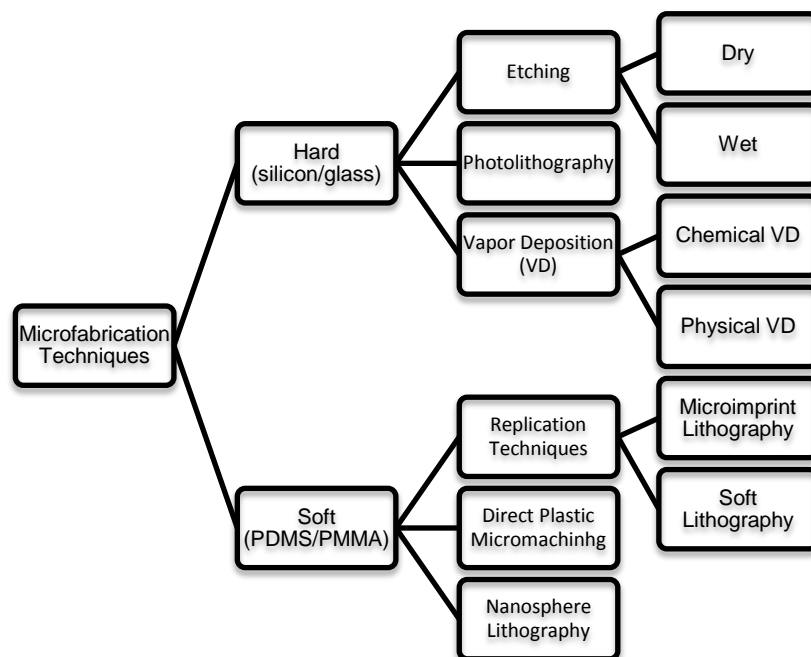 Microfabrication
Techniques
Hard
(silicon/glass)
Etching
Dry
Wet
Photolithography
Vapor Deposition
(VD)
Chemical VD
Physical VD
Soft
(PDMS/PMMA)
Replication
Techniques
Microimprint
Lithography
Soft
Lithography
Direct Plastic
Micromachinhg
Nanosphere
Lithography